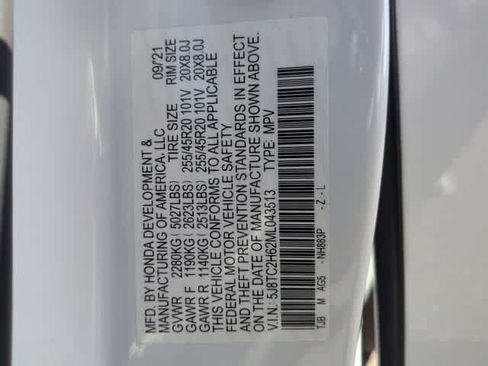 MFD. BY HONDA DEVELOPMENT & 09/21
MANUFACTURING OF AMERICA, LLC
TIRE SIZE RIM SIZE
GVWR 2280KG (5027LBS)
GAWR F 1190KG (2623LBS) 255/45R20 101V 20X8.0J
GAWR R 1140KG (2513LBS) 255/45R20 101V 20X8.0J
THIS VEHICLE CONFORMS TO ALL APPLICABLE
FEDERAL MOTOR VEHICLE SAFETY
AND THEFT PREVENTION STANDARDS IN EFFECT
ON THE DATE OF MANUFACTURE SHOWN ABOVE.
V.I.N.: 5J8TC2H62ML043513 TYPE: MPV
TJB M AG5 - NH883P - Z - L